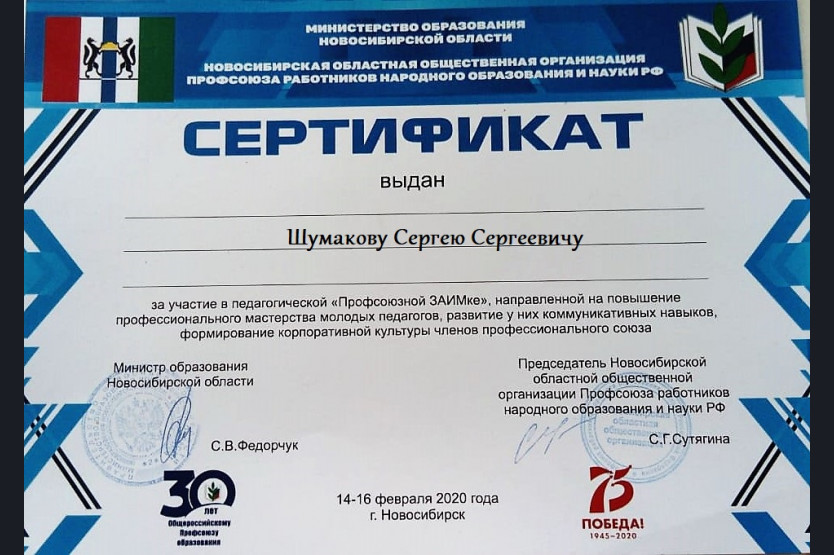 МИНИСТЕРСТВО ОБРАЗОВАНИЯ
НОВОСИБИРСКОЙ ОБЛАСТИ
НОВОСИБИРСКАЯ ОБЛАСТНАЯ ОБЩЕСТВЕННАЯ ОРГАНИЗАЦИЯ
ПРОФСОЮЗА РАБОТНИКОВ НАРОДНОГО ОБРАЗОВАНИЯ И НАУКИ РФ
СЕРТИФИКАТ
выдан
Шумакову Сергею Сергеевичу
за участие в педагогической «Профсоюзной ЗАИМке», направленной на повышение
профессионального мастерства молодых педагогов, развитие у них коммуникативных навыков,
формирование корпоративной культуры членов профессионального союза
Министр образования
Новосибирской области
С.В.Федорчук
Председатель Новосибирской
областной общественной
организации Профсоюза работников
народного образования и науки РФ
С.Г.Сутягина
30
лет
Общероссийскому
Профсоюзу
образования
14-16 февраля 2020 года
г. Новосибирск
75
ПОБЕДА!
1945–2020